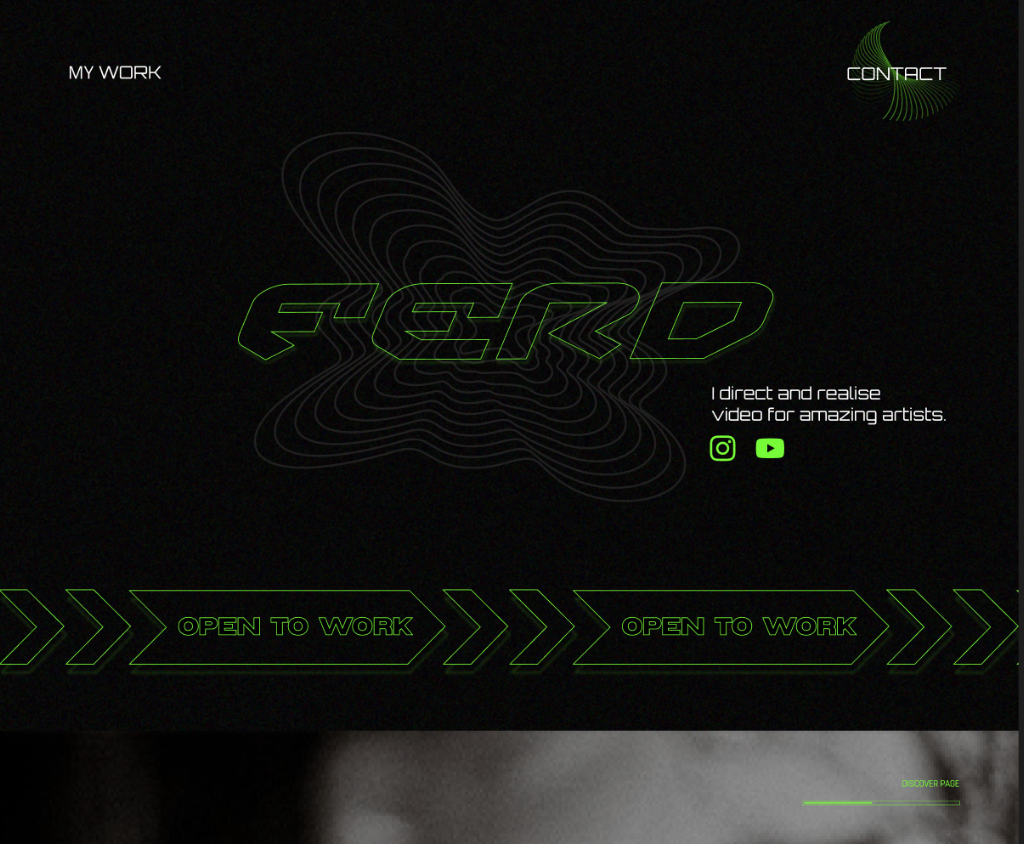 MY WORK
CONTACT
FERD
I direct and realise
video for amazing artists.
OPEN TO WORK
OPEN TO WORK
DISCOVER PAGE